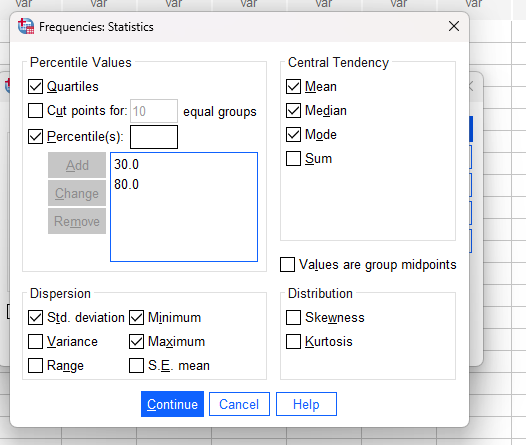 var var var var var var var
Frequencies: Statistics
Percentile Values
Quartiles
Cut points for: 10 equal groups
Percentile(s):
Add
Change
Remove
30.0
80.0
Central Tendency
Mean
Median
Mode
Sum
Values are group midpoints
Dispersion
Std. deviation Minimum
Variance Maximum
Range S.E. mean
Distribution
Skewness
Kurtosis
Continue Cancel Help